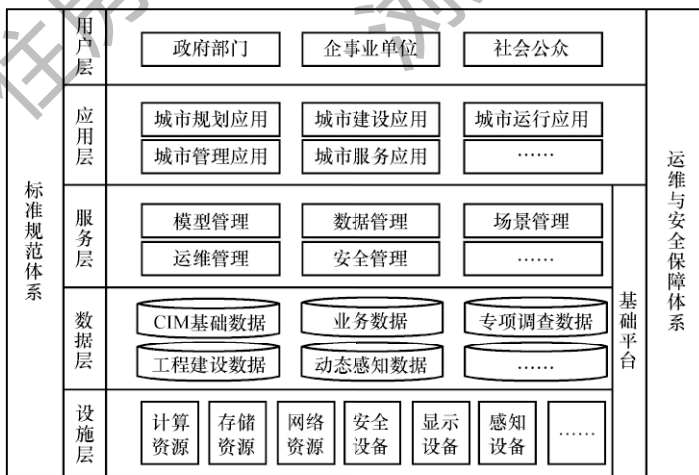 住房
浏
标准规范体系
用户层
政府部门 企事业单位 社会公众
应用层
城市规划应用 城市建设应用 城市运行应用
城市管理应用 城市服务应用 ……
服务层
模型管理 数据管理 场景管理
运维管理 安全管理 ……
数据层
CIM基础数据 业务数据 专项调查数据
工程建设数据 动态感知数据 ……
设施层
计算 存储 网络 安全 显示 感知 ……
资源 资源 资源 设备 设备 设备
基础平台
运维与安全保障体系